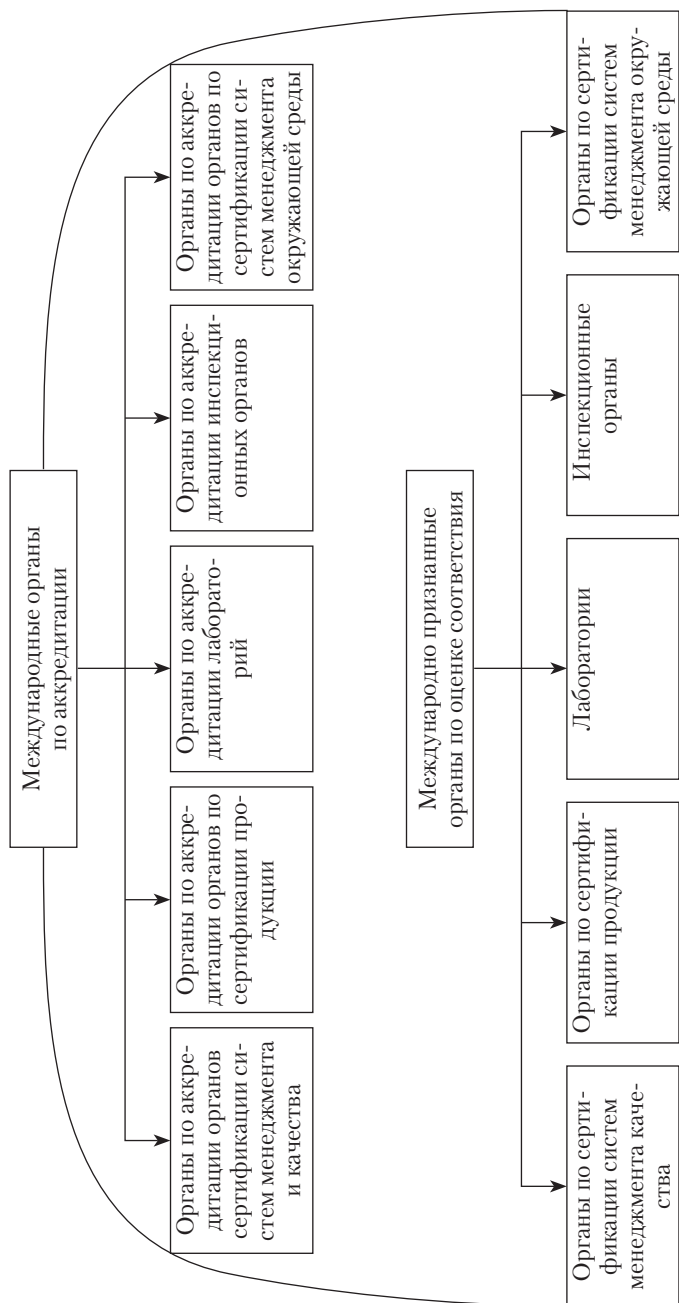 Международные органы
по аккредитации
Органы по аккре-
дитации органов
сертификации си-
стем менеджмента
и качества
Органы по аккре-
дитации органов по
сертификации про-
дукции
Органы по аккре-
дитации лаборато-
рий
Органы по аккре-
дитации инспекци-
онных органов
Органы по аккре-
дитации органов по
сертификации си-
стем менеджмента
окружающей среды
Международно признанные
органы по оценке соответствия
Органы по серти-
фикации систем
менеджмента каче-
ства
Органы по сертифи-
кации продукции
Лаборатории
Инспекционные
органы
Органы по серти-
фикации систем
менеджмента окру-
жающей среды